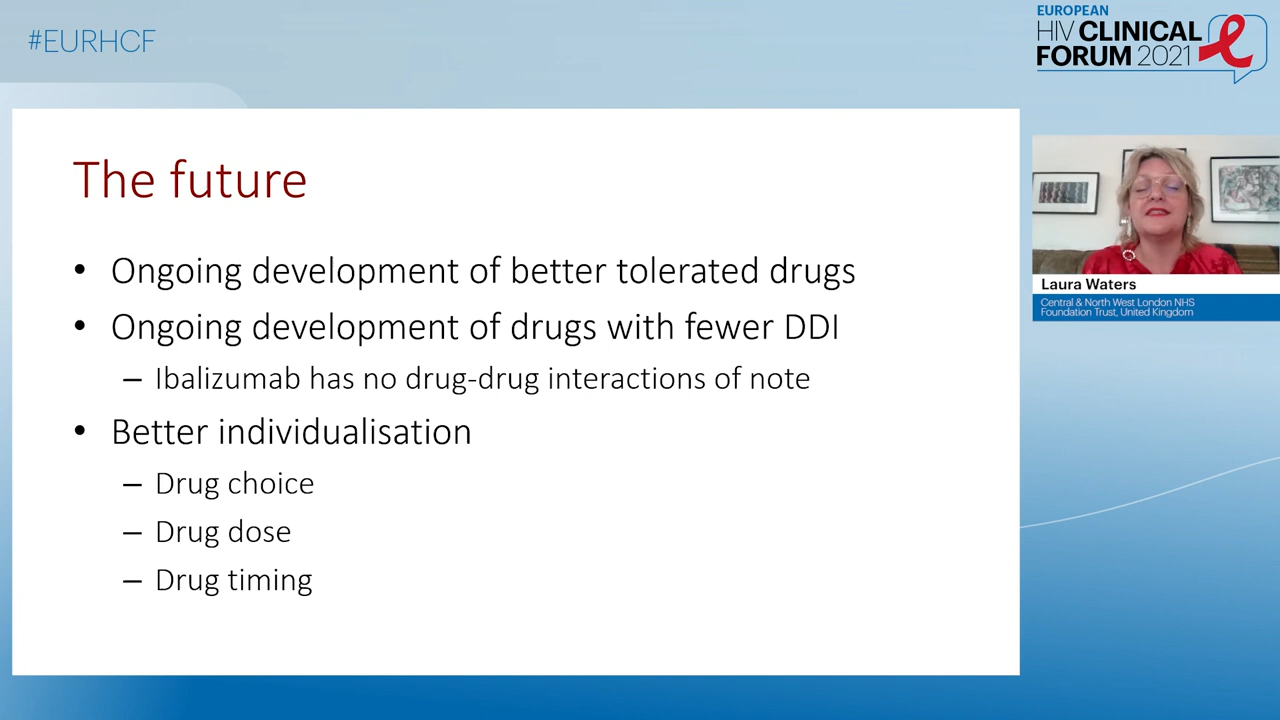 #EURHCF
EUROPEAN
HIV CLINICAL
FORUM 2021
The future
• Ongoing development of better tolerated drugs
• Ongoing development of drugs with fewer DDI
– Ibalizumab has no drug-drug interactions of note
• Better individualisation
– Drug choice
– Drug dose
– Drug timing
Laura Waters
Central & North West London NHS
Foundation Trust, United Kingdom